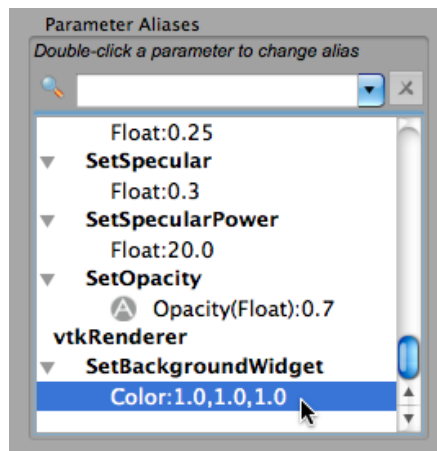 Parameter Aliases
Double-click a parameter to change alias
Float:0.25
SetSpecular
Float:0.3
SetSpecularPower
Float:20.0
SetOpacity
A Opacity(Float):0.7
vtkRenderer
SetBackgroundWidget
Color:1.0,1.0,1.0